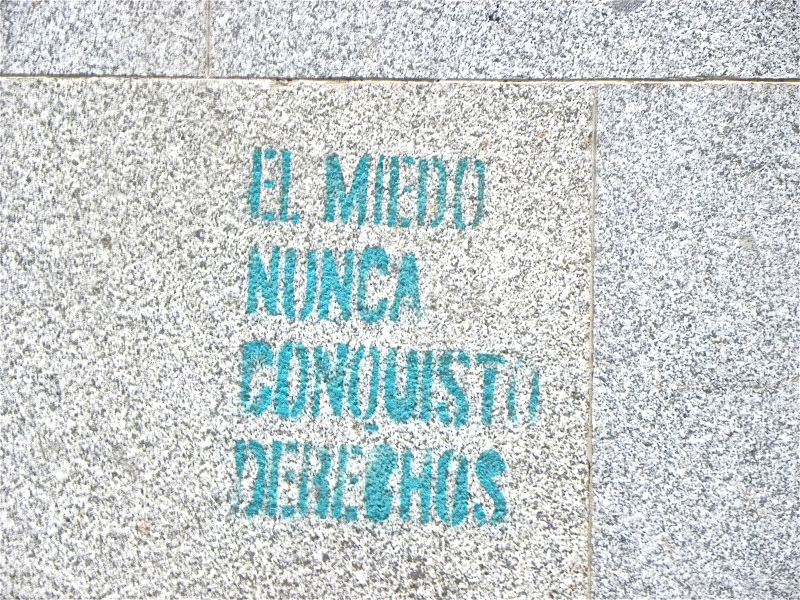 EL MIEDO
NUNCA
CONQUISTO
DERECHOS